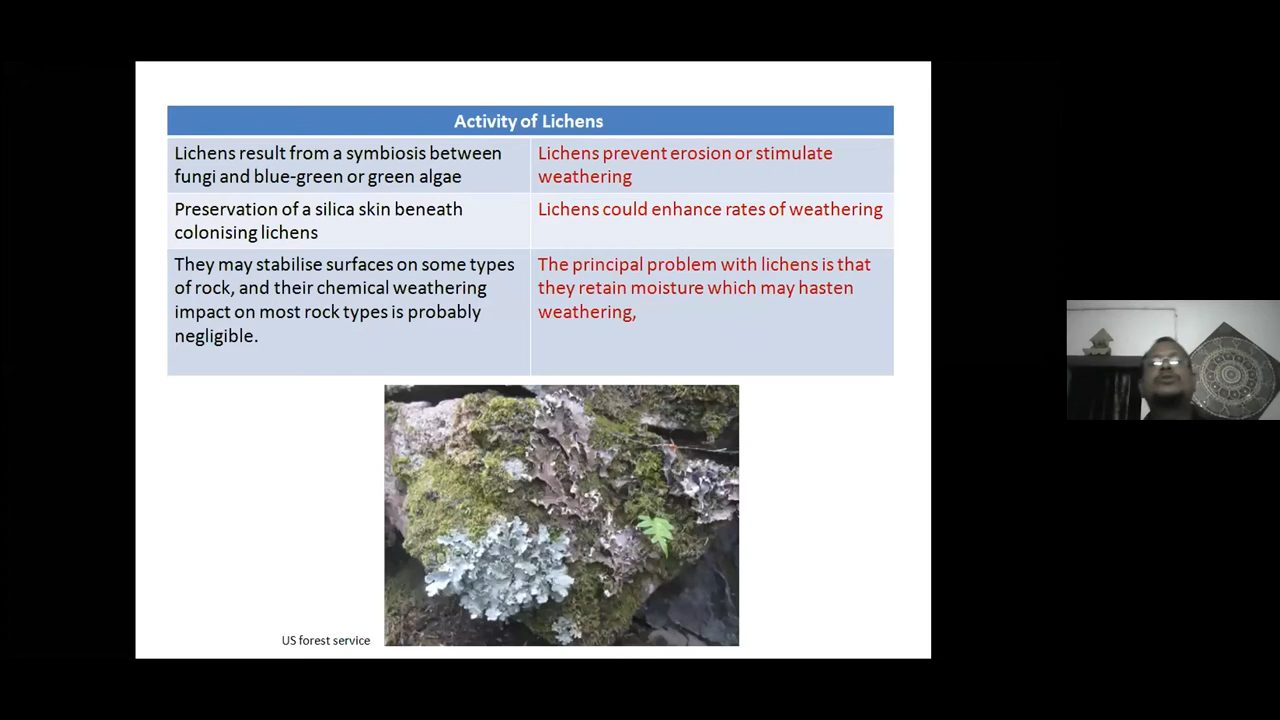 Activity of Lichens
Lichens result from a symbiosis between
fungi and blue-green or green algae
Lichens prevent erosion or stimulate
weathering
Preservation of a silica skin beneath
colonising lichens
Lichens could enhance rates of weathering
They may stabilise surfaces on some types
of rock, and their chemical weathering
impact on most rock types is probably
negligible.
The principal problem with lichens is that
they retain moisture which may hasten
weathering,
US forest service